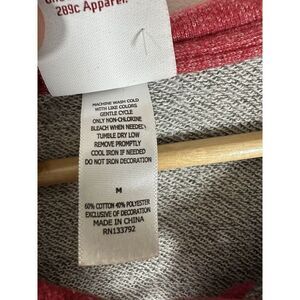 289c Apparel
MACHINE WASH COLD
WITH LIKE COLORS
GENTLE CYCLE
ONLY NON-CHLORINE
BLEACH WHEN NEEDED
TUMBLE DRY LOW
REMOVE PROMPTLY
COOL IRON IF NEEDED
DO NOT IRON DECORATION
M
60% COTTON 40% POLYESTER
EXCLUSIVE OF DECORATION
MADE IN CHINA
RN133792